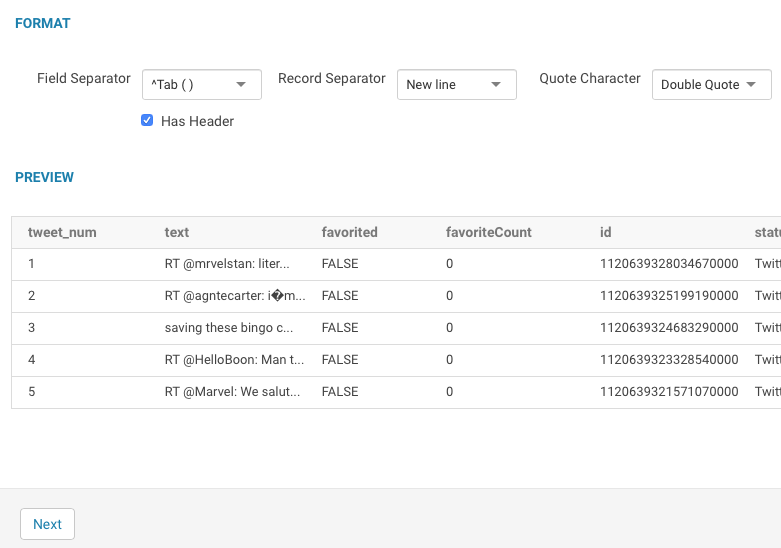 FORMAT
Field Separator ^Tab ( ) Record Separator New line Quote Character Double Quote
Has Header
PREVIEW
tweet_num text favorited favoriteCount id statu
1 RT @mrvelstan: liter... FALSE 0 1120639328034670000 Twitt
2 RT @agntecarter: i�m... FALSE 0 1120639325199190000 Twitt
3 saving these bingo c... FALSE 0 1120639324683290000 Twitt
4 RT @HelloBoon: Man t... FALSE 0 1120639323328540000 Twitt
5 RT @Marvel: We salut... FALSE 0 1120639321571070000 Twitt
Next